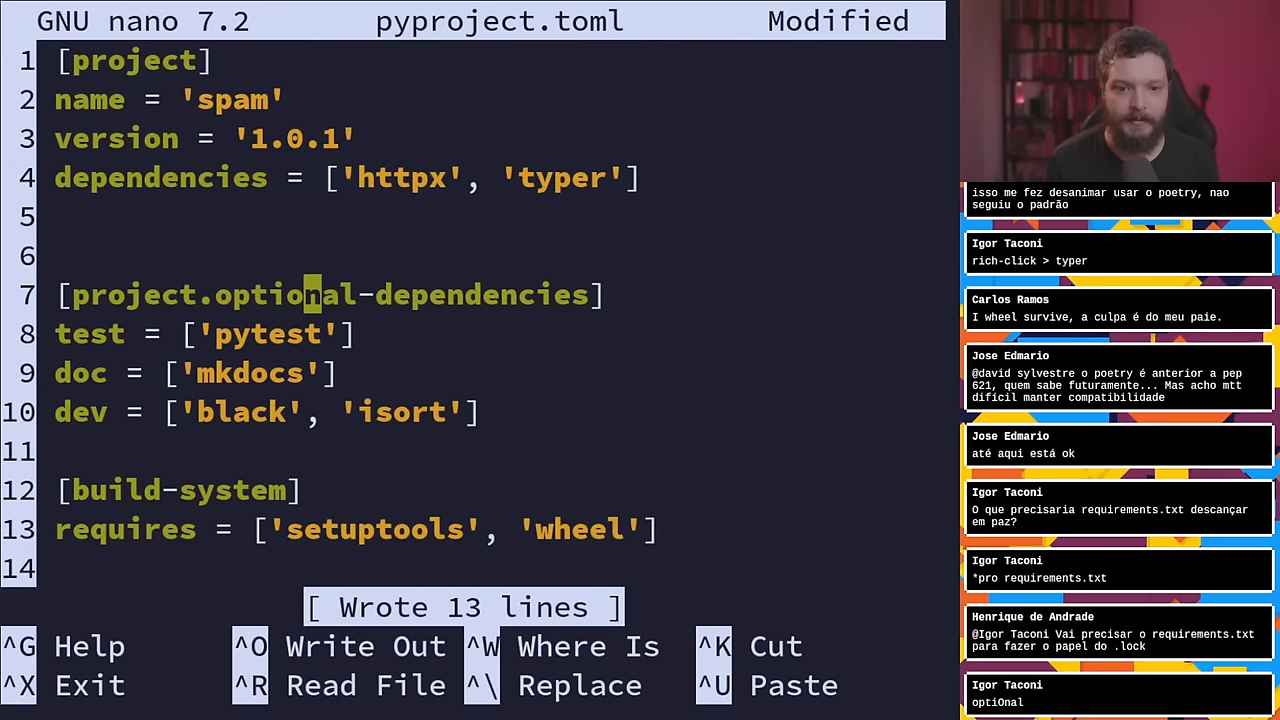 GNU nano 7.2 pyproject.toml Modified
1 [project]
2 name = 'spam'
3 version = '1.0.1'
4 dependencies = ['httpx', 'typer']
5
6
7 [project.optional-dependencies]
8 test = ['pytest']
9 doc = ['mkdocs']
10 dev = ['black', 'isort']
11
12 [build-system]
13 requires = ['setuptools', 'wheel']
14
[ Wrote 13 lines ]
^G Help ^O Write Out ^W Where Is ^K Cut
^X Exit ^R Read File ^\ Replace ^U Paste
isso me fez desanimar usar o poetry, nao
seguiu o padrão
Igor Taconi
rich-click > typer
Carlos Ramos
I wheel survive, a culpa é do meu paie.
Jose Edmario
@david sylvestre o poetry é anterior a pep
621, quem sabe futuramente... Mas acho mtt
difícil manter compatibilidade
Jose Edmario
até aqui está ok
Igor Taconi
O que precisaria requirements.txt descançar
em paz?
Igor Taconi
*pro requirements.txt
Henrique de Andrade
@Igor Taconi Vai precisar o requirements.txt
para fazer o papel do .lock
Igor Taconi
optiOnal